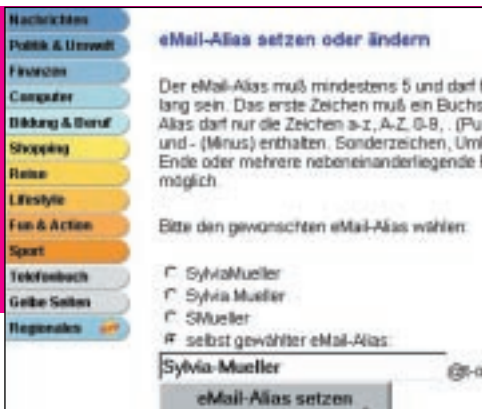 Nachrichten
Politik & Umwelt
Finanzen
Computer
Bildung & Beruf
Shopping
Reise
Lifestyle
Fun & Action
Sport
Telefonbuch
Gelbe Seiten
Regionales
eMail-Alias setzen oder ändern
Der eMail-Alias muß mindestens 5 und darf
lang sein. Das erste Zeichen muß ein Buchs
Alias darf nur die Zeichen a-z, A-Z, 0-9, . (Pu
und - (Minus) enthalten. Sonderzeichen, Uml
Ende oder mehrere nebeneinanderliegende
möglich.
Bitte den gewünschten eMail-Alias wählen:
SylviaMueller
Sylvia.Mueller
SMueller
selbst gewählter eMail-Alias:
Sylvia-Mueller @t-o
eMail-Alias setzen